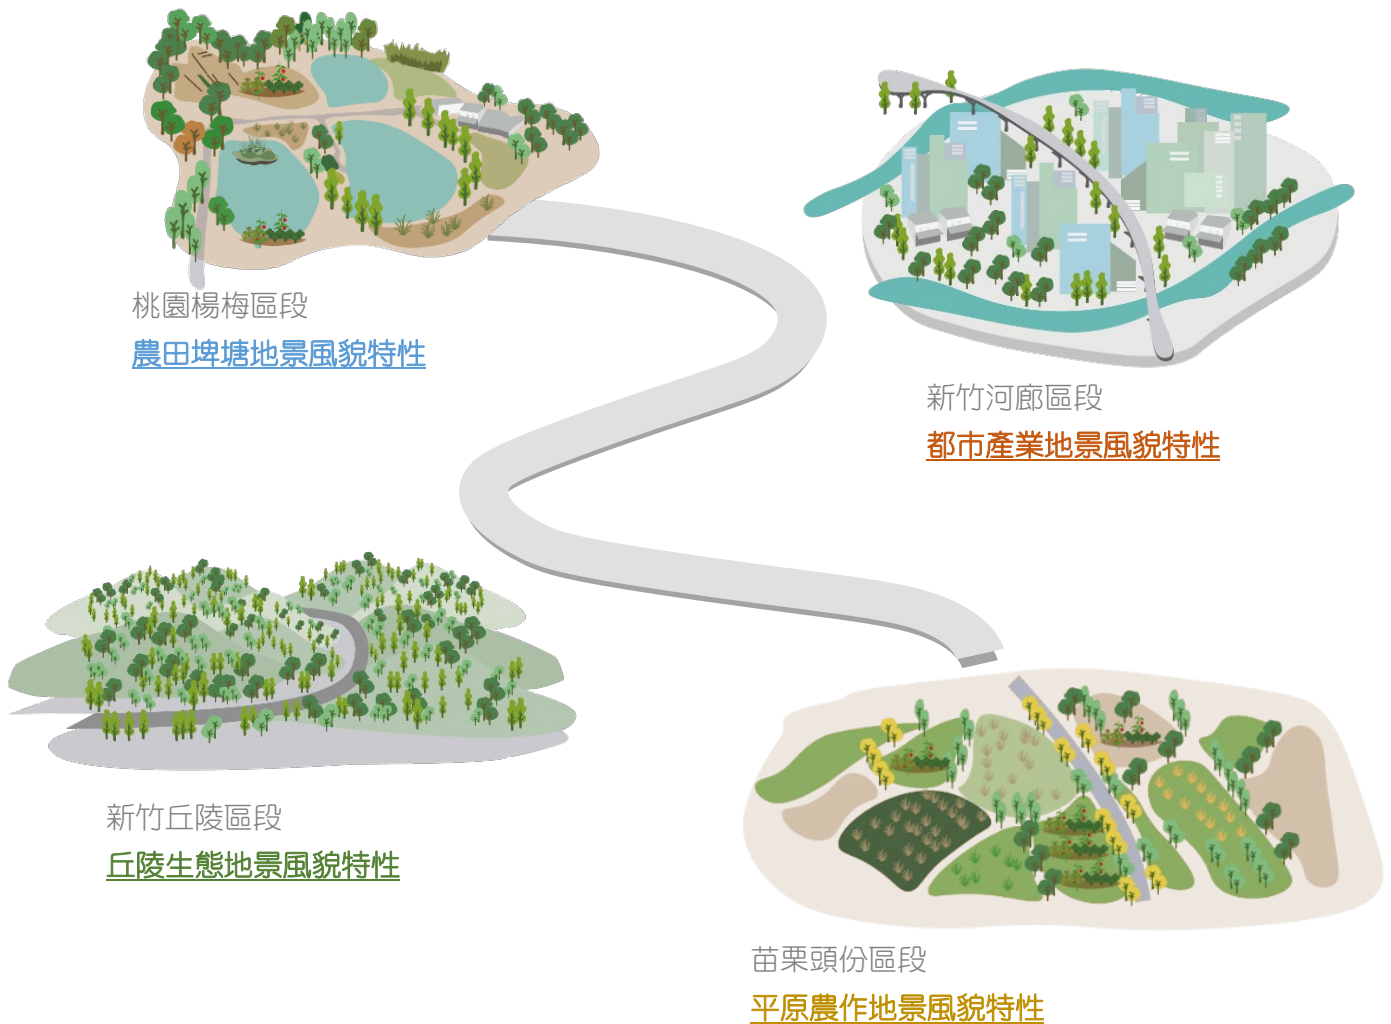 桃園楊梅區段
農田埤塘地景風貌特性
新竹河廊區段
都市產業地景風貌特性
新竹丘陵區段
丘陵生態地景風貌特性
苗栗頭份區段
平原農作地景風貌特性